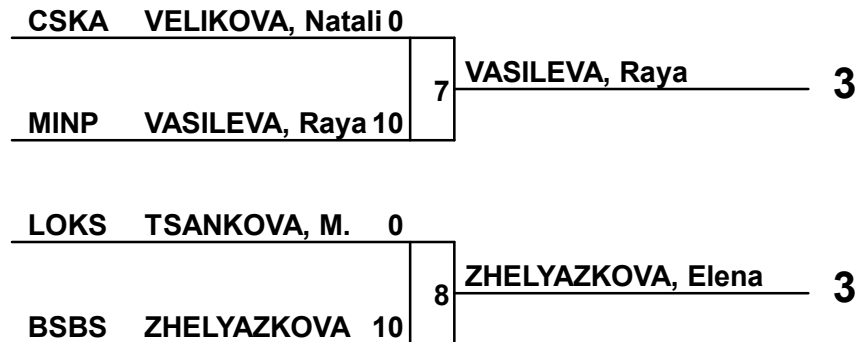 CSKA VELIKOVA, Natali 0
7 VASILEVA, Raya 3
MINP VASILEVA, Raya 10
LOKS TSANKOVA, M. 0
8 ZHELYAZKOVA, Elena 3
BSBS ZHELYAZKOVA 10